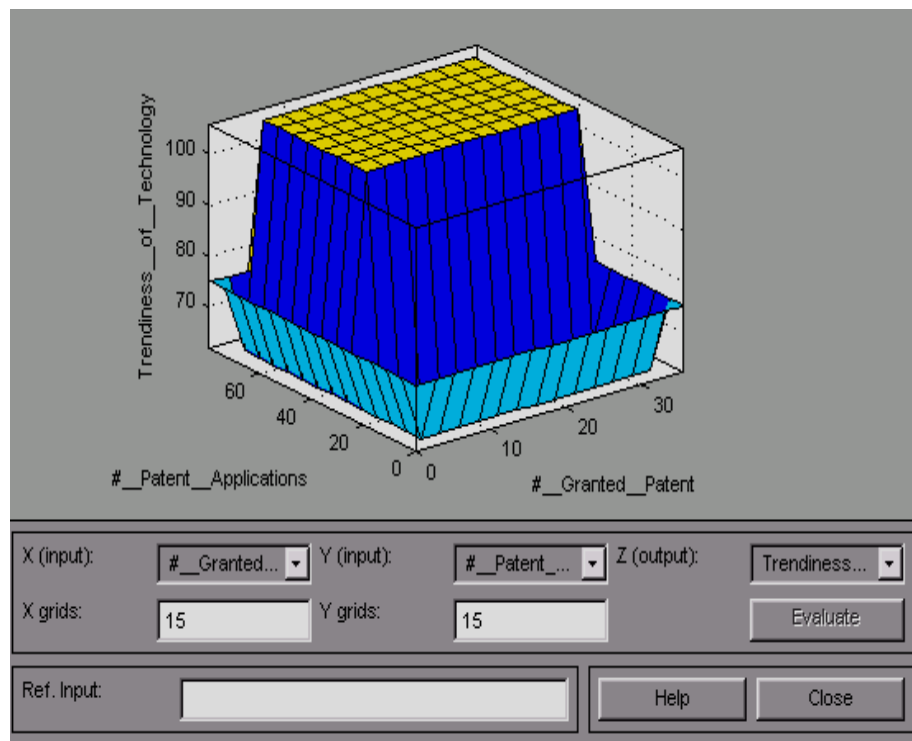 Trendiness__of__Technology
100
90
80
70
60
40
20
0
0
10
20
30
#__Patent__Applications
#__Granted__Patent
X (input): #__Granted... Y (input): #__Patent_... Z (output): Trendiness...
X grids: 15 Y grids: 15 Evaluate
Ref. Input: Help Close